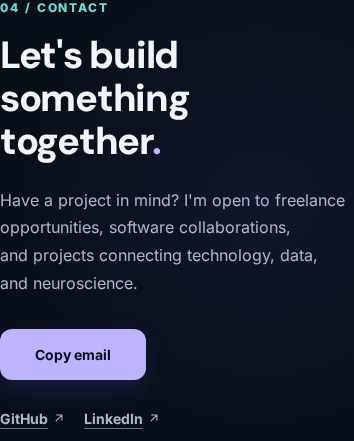 04 / CONTACT
Let's build
something
together.
Have a project in mind? I'm open to freelance
opportunities, software collaborations,
and projects connecting technology, data,
and neuroscience.
Copy email
GitHub ↗ LinkedIn ↗